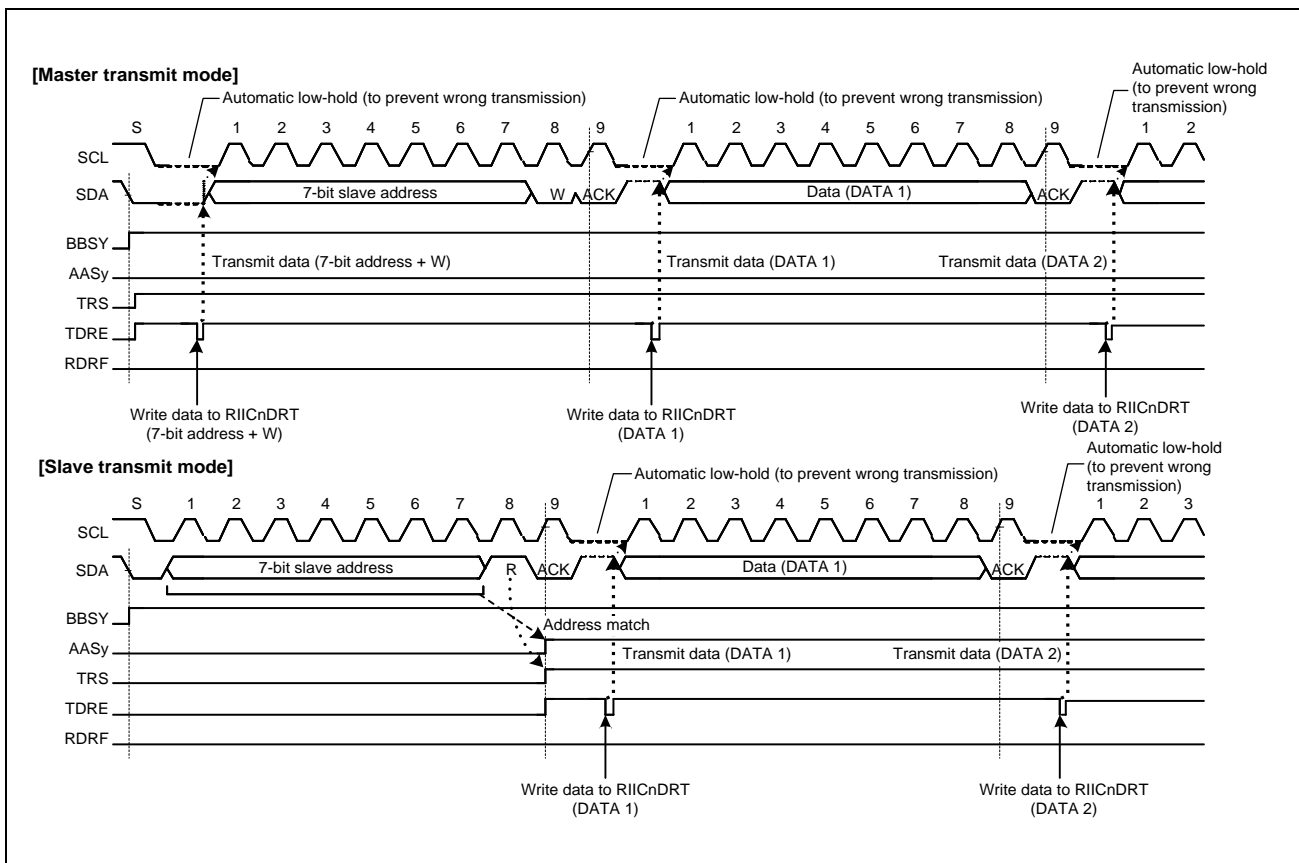 [Master transmit mode]
Automatic low-hold (to prevent wrong transmission)
Automatic low-hold (to prevent wrong transmission)
Automatic low-hold
(to prevent wrong
transmission)
S 1 2 3 4 5 6 7 8 9 1 2 3 4 5 6 7 8 9 1 2
SCL
SDA 7-bit slave address W ACK Data (DATA 1) ACK
BBSY
Transmit data (7-bit address + W) Transmit data (DATA 1) Transmit data (DATA 2)
AASy
TRS
TDRE
RDRF
Write data to RIICnDRT
(7-bit address + W)
Write data to RIICnDRT
(DATA 1)
Write data to RIICnDRT
(DATA 2)
[Slave transmit mode]
Automatic low-hold (to prevent wrong transmission)
Automatic low-hold
(to prevent wrong
transmission)
S 1 2 3 4 5 6 7 8 9 1 2 3 4 5 6 7 8 9 1 2 3
SCL
SDA 7-bit slave address R ACK Data (DATA 1) ACK
BBSY
Address match
AASy
Transmit data (DATA 1) Transmit data (DATA 2)
TRS
TDRE
RDRF
Write data to RIICnDRT
(DATA 1)
Write data to RIICnDRT
(DATA 2)